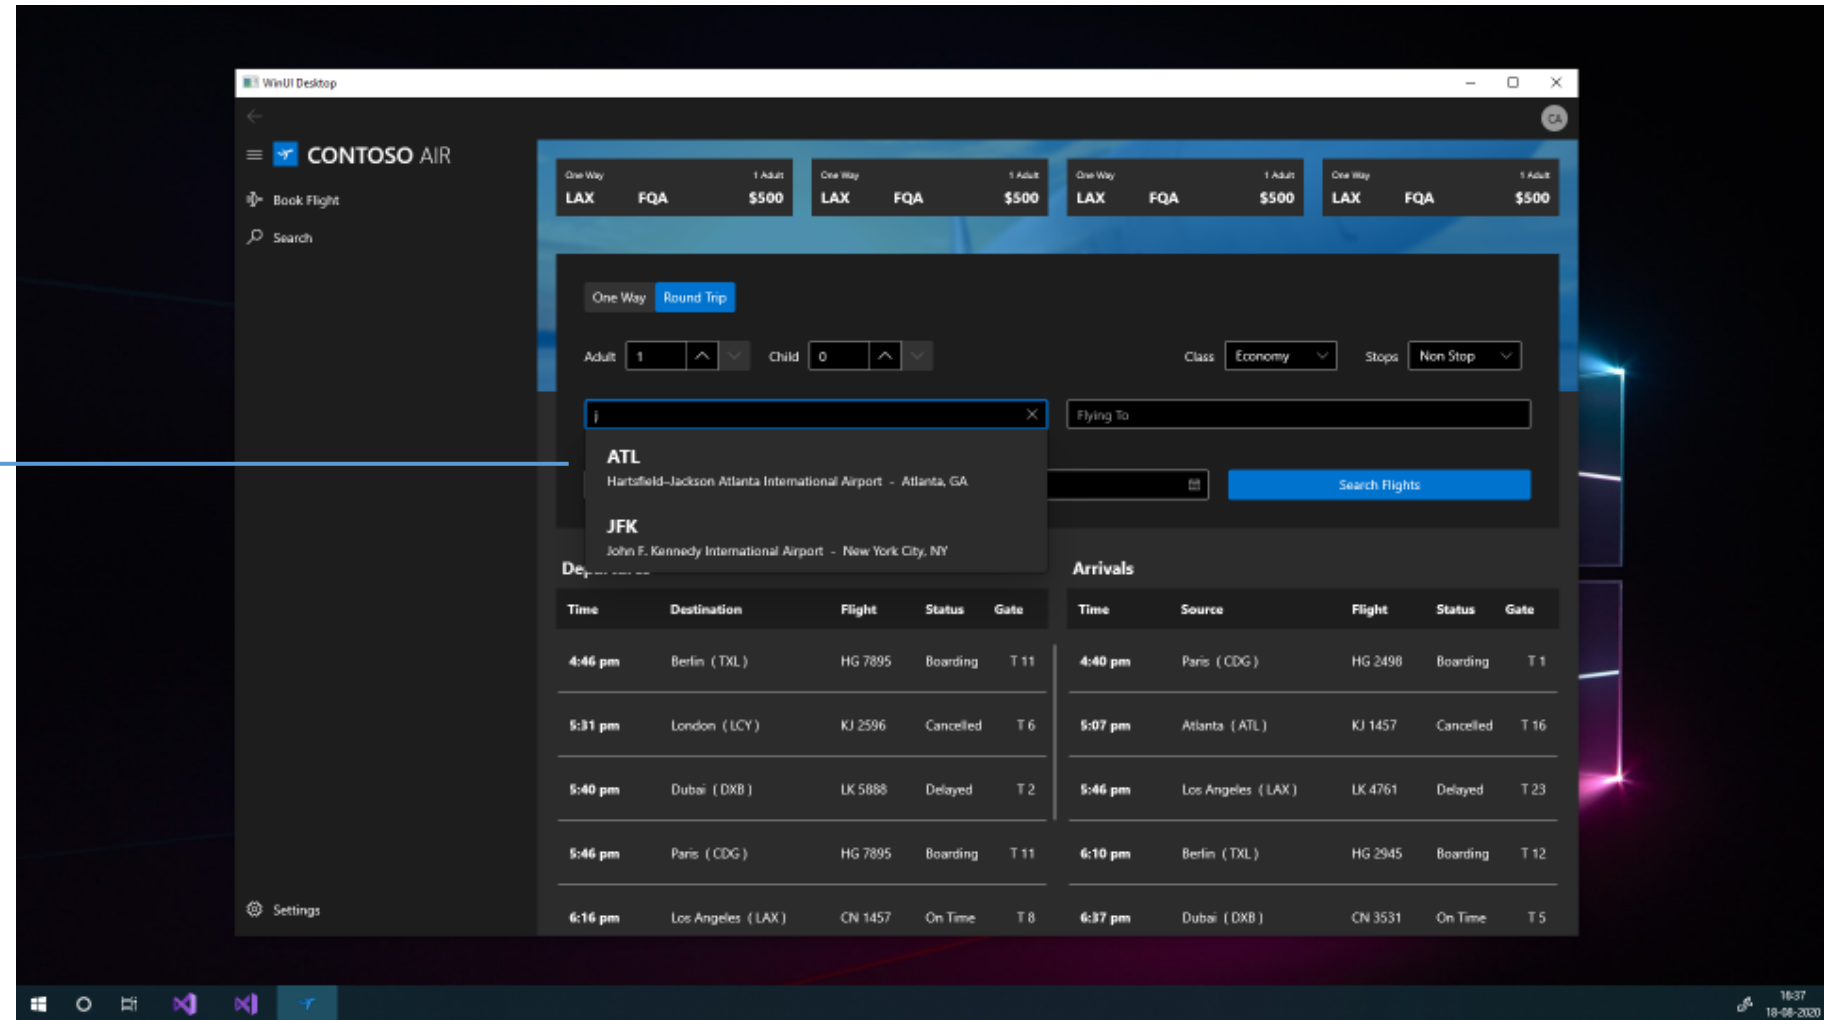 WinUI Desktop
CA
CONTOSO AIR
Book Flight
Search
One Way 1 Adult
LAX FQA $500
One Way 1 Adult
LAX FQA $500
One Way 1 Adult
LAX FQA $500
One Way 1 Adult
LAX FQA $500
One Way Round Trip
Adult 1 Child 0 Class Economy Stops Non Stop
j Flying To
ATL
Hartsfield–Jackson Atlanta International Airport - Atlanta, GA
Search Flights
JFK
John F. Kennedy International Airport - New York City, NY
Departures
Arrivals
Time Destination Flight Status Gate
4:46 pm Berlin ( TXL ) HG 7895 Boarding T 11
5:31 pm London ( LCY ) KJ 2596 Cancelled T 6
5:40 pm Dubai ( DXB ) LK 5888 Delayed T 2
5:46 pm Paris ( CDG ) HG 7895 Boarding T 11
6:16 pm Los Angeles ( LAX ) CN 1457 On Time T 8
Time Source Flight Status Gate
4:40 pm Paris ( CDG ) HG 2498 Boarding T 1
5:07 pm Atlanta ( ATL ) KJ 1457 Cancelled T 16
5:46 pm Los Angeles ( LAX ) LK 4761 Delayed T 23
6:10 pm Berlin ( TXL ) HG 2945 Boarding T 12
6:37 pm Dubai ( DXB ) CN 3531 On Time T 5
Settings
16:37
18-08-2020